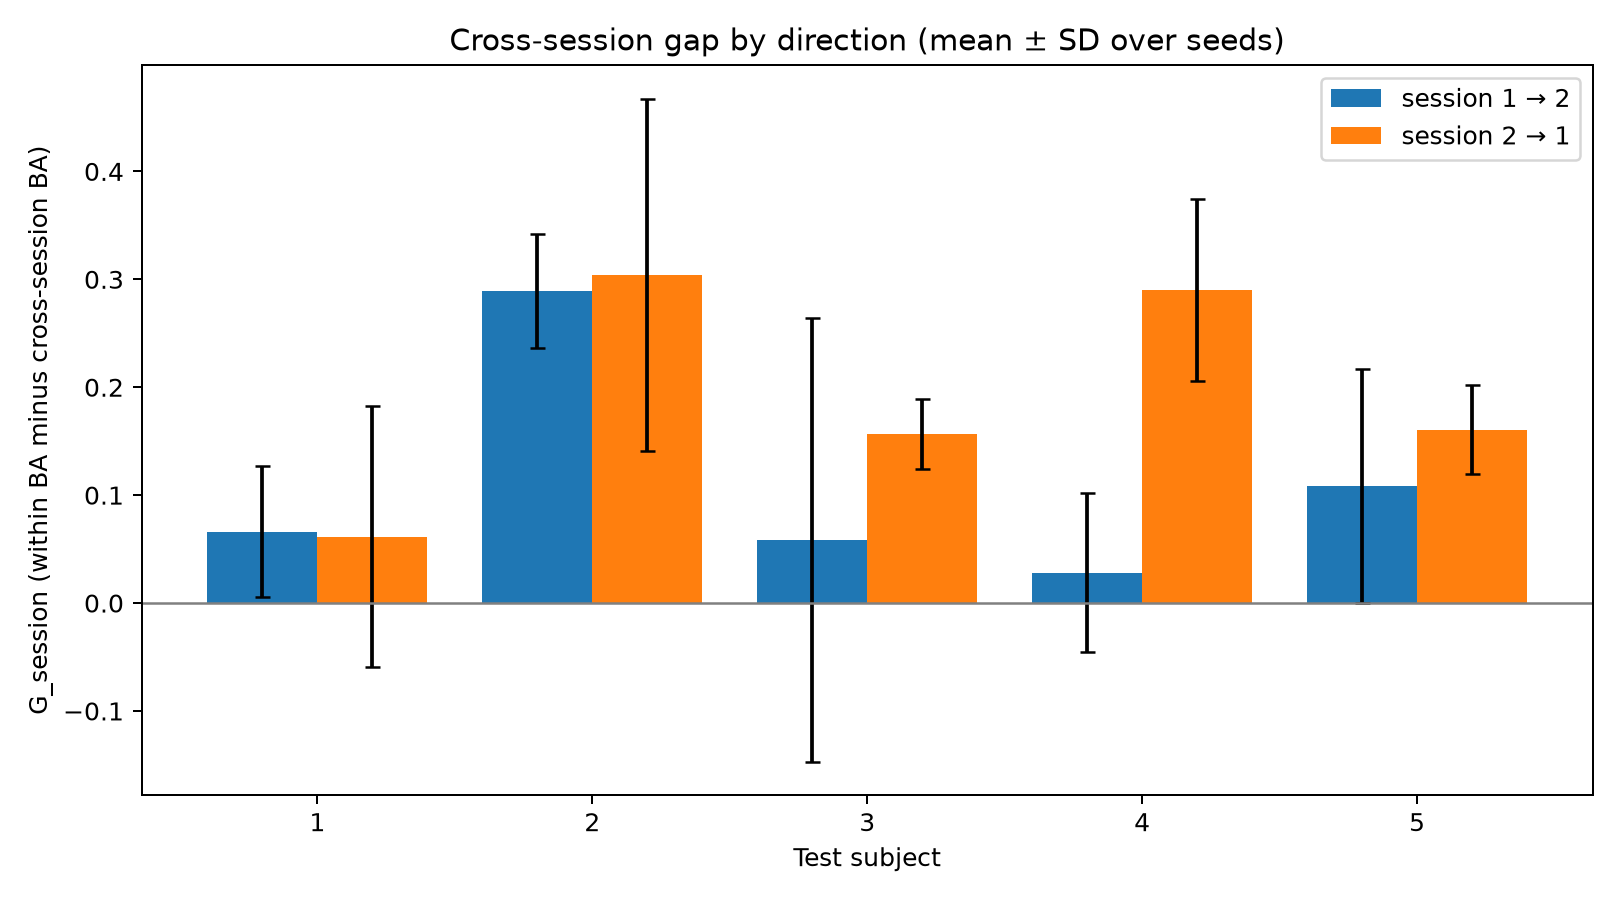 Cross-session gap by direction (mean ± SD over seeds)
session 1 → 2
session 2 → 1
G_session (within BA minus cross-session BA)
0.4
0.3
0.2
0.1
0.0
−0.1
1
2
3
4
5
Test subject